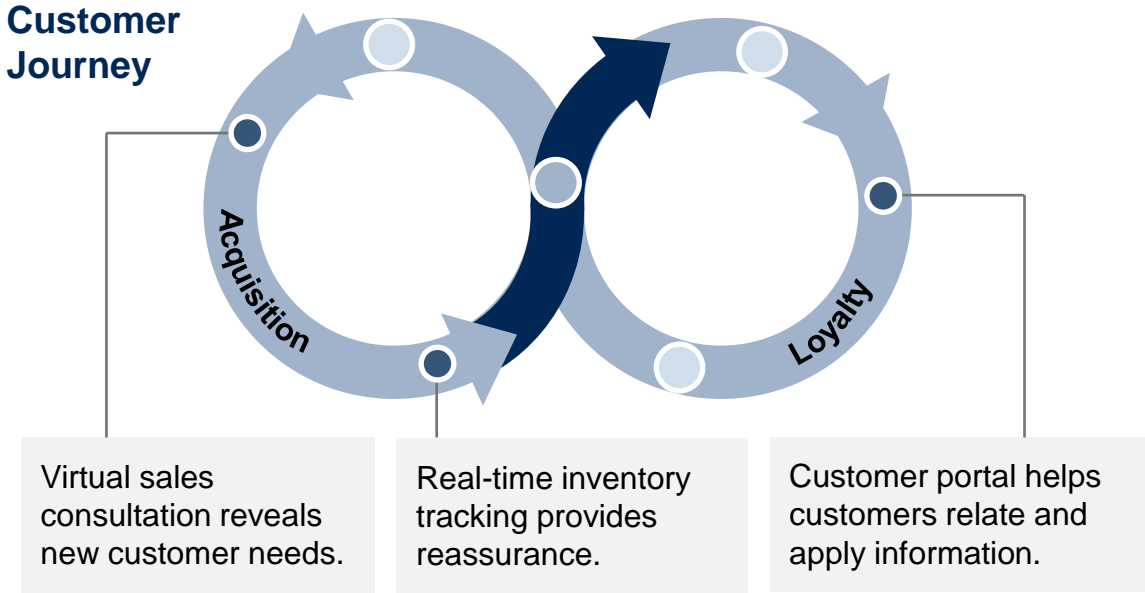 Customer
Journey
Acquisition
Loyalty
Virtual sales
consultation reveals
new customer needs.
Real-time inventory
tracking provides
reassurance.
Customer portal helps
customers relate and
apply information.